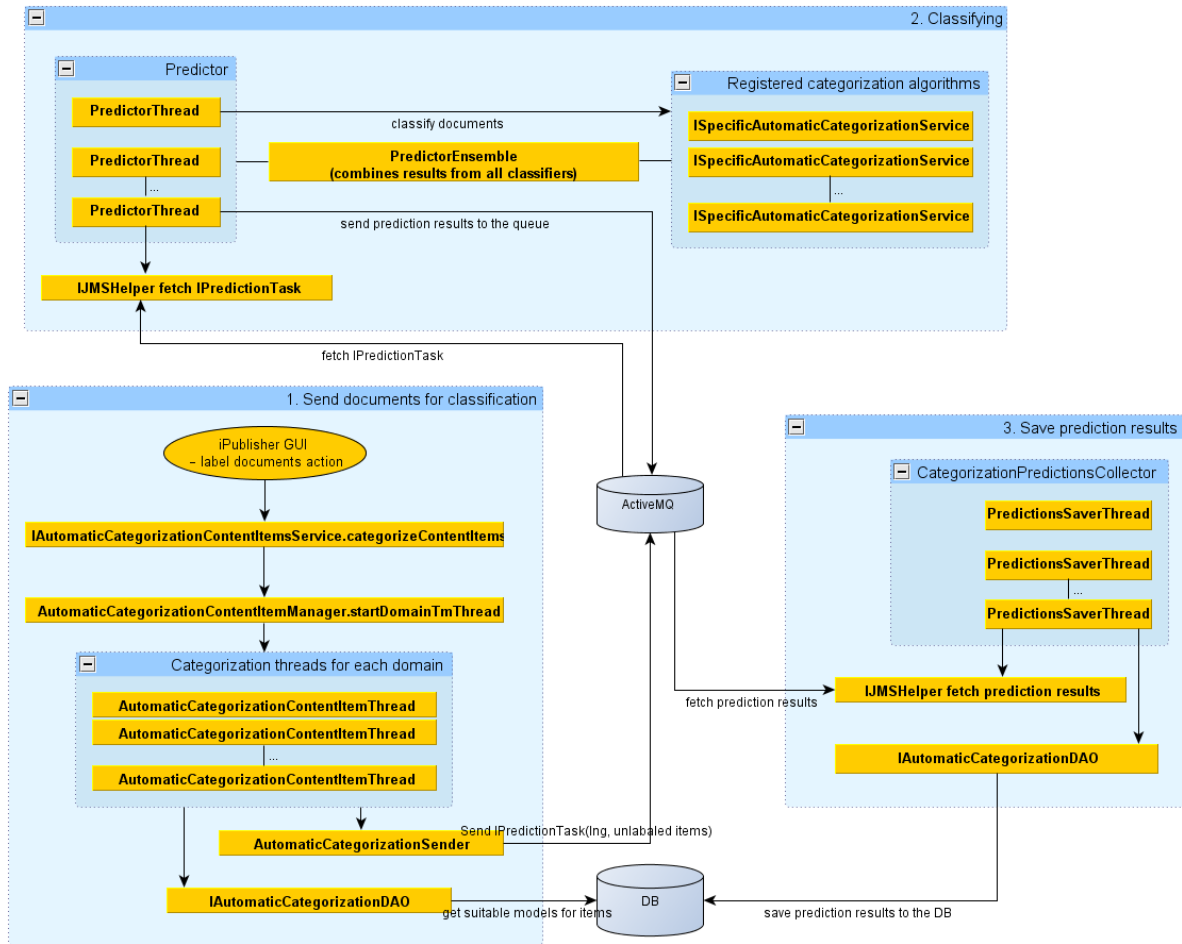 2. Classifying
Predictor
PredictorThread
PredictorThread
...
PredictorThread
classify documents
PredictorEnsemble
(combines results from all classifiers)
send prediction results to the queue
Registered categorization algorithms
ISpecificAutomaticCategorizationService
ISpecificAutomaticCategorizationService
...
ISpecificAutomaticCategorizationService
IJMSHelper fetch IPredictionTask
fetch IPredictionTask
1. Send documents for classification
iPublisher GUI
– label documents action
IAutomaticCategorizationContentItemsService.categorizeContentItems
AutomaticCategorizationContentItemManager.startDomainTmThread
Categorization threads for each domain
AutomaticCategorizationContentItemThread
AutomaticCategorizationContentItemThread
...
AutomaticCategorizationContentItemThread
AutomaticCategorizationSender
Send IPredictionTask(lng, unlabaled items)
IAutomaticCategorizationDAO
get suitable models for items
ActiveMQ
DB
3. Save prediction results
CategorizationPredictionsCollector
PredictionsSaverThread
PredictionsSaverThread
...
PredictionsSaverThread
fetch prediction results
IJMSHelper fetch prediction results
IAutomaticCategorizationDAO
save prediction results to the DB